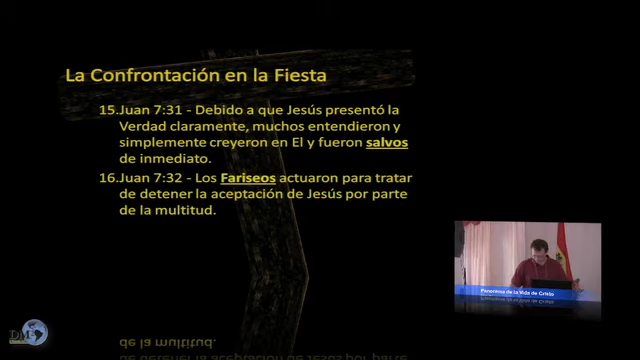 La Confrontación en la Fiesta
15.Juan 7:31 - Debido a que Jesús presentó la
Verdad claramente, muchos entendieron y
simplemente creyeron en El y fueron salvos
de inmediato.
16.Juan 7:32 - Los Fariseos actuaron para tratar
de detener la aceptación de Jesús por parte
de la multitud.
Panorama de la Vida de Cristo
DM